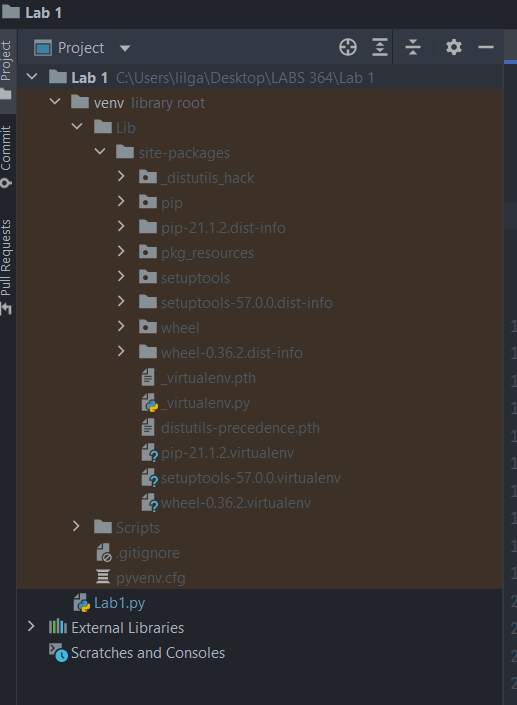 Lab 1
Project
Project
Commit
Pull Requests
Lab 1 C:\Users\lilga\Desktop\LABS 364\Lab 1
venv library root
Lib
site-packages
_distutils_hack
pip
pip-21.1.2.dist-info
pkg_resources
setuptools
setuptools-57.0.0.dist-info
wheel
wheel-0.36.2.dist-info
_virtualenv.pth
_virtualenv.py
distutils-precedence.pth
pip-21.1.2.virtualenv
setuptools-57.0.0.virtualenv
wheel-0.36.2.virtualenv
Scripts
.gitignore
pyvenv.cfg
Lab1.py
External Libraries
Scratches and Consoles